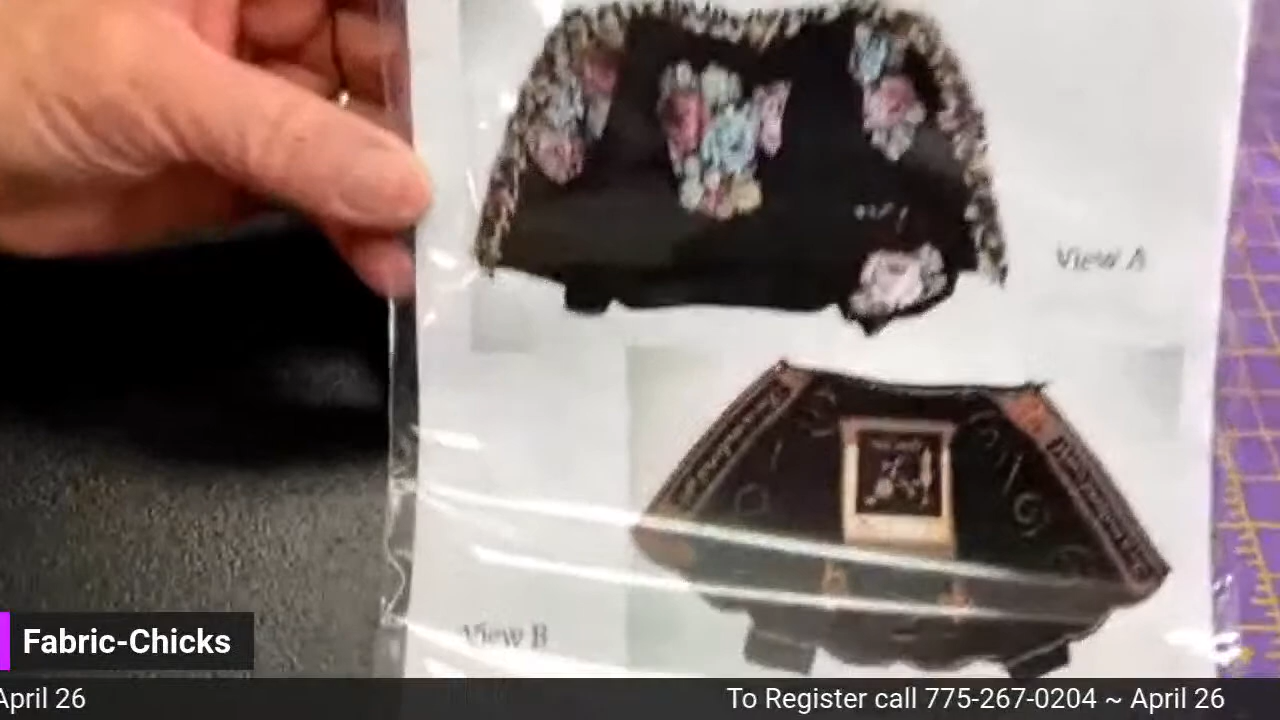 View A
View B
Fabric-Chicks
April 26
To Register call 775-267-0204 ~ April 26